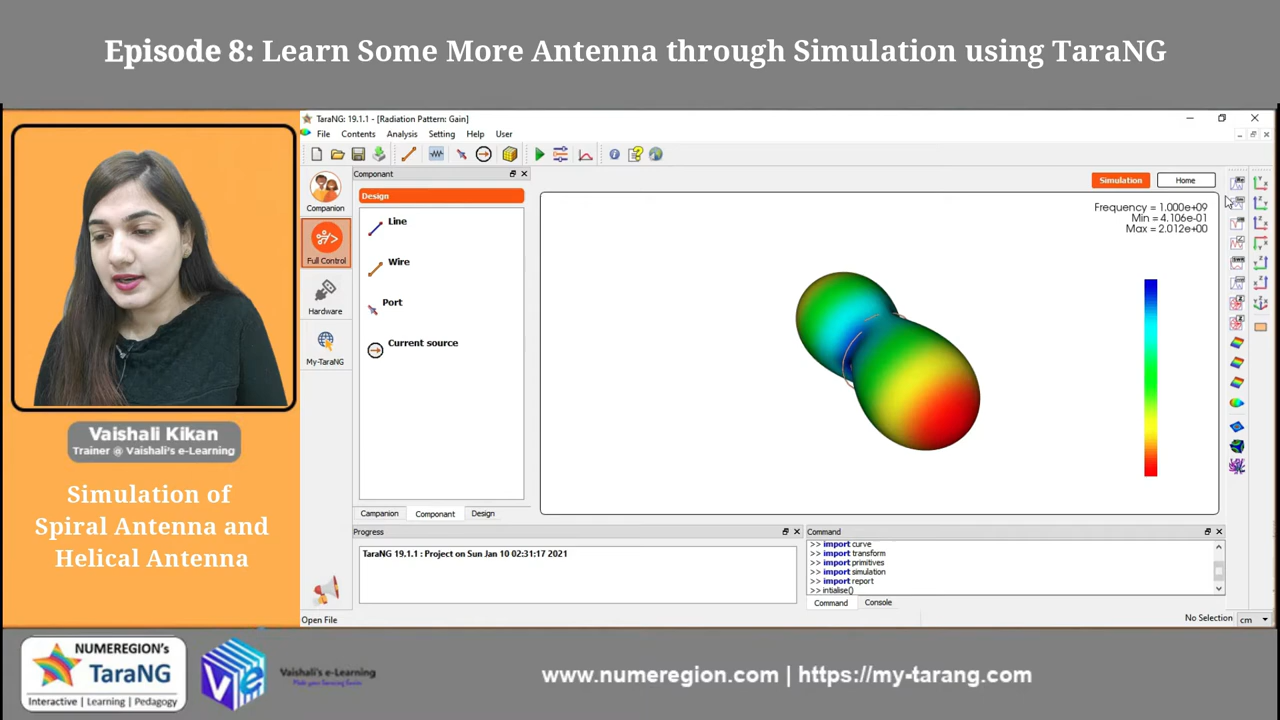 Episode 8: Learn Some More Antenna through Simulation using TaraNG
TaraNG: 19.1.1 - [Radiation Pattern: Gain]
File Contents Analysis Setting Help User
Component
Simulation Home
Companion
Full Control
Hardware
My-TaraNG
Design
Line
Wire
Port
Current source
Frequency = 1.000e+09
Min = 4.106e-01
Max = 2.012e+00
Campanion Component Design
Progress
TaraNG 19.1.1 : Project on Sun Jan 10 02:31:17 2021
Command
>> import curve
>> import transform
>> import primitives
>> import simulation
>> import report
>> intialise()
Command Console
Open File
No Selection cm
Vaishali Kikan
Trainer @ Vaishali's e-Learning
Simulation of
Spiral Antenna and
Helical Antenna
NUMEREGION's
TaraNG
Interactive | Learning | Pedagogy
Vaishali's e-Learning
www.numeregion.com | https://my-tarang.com